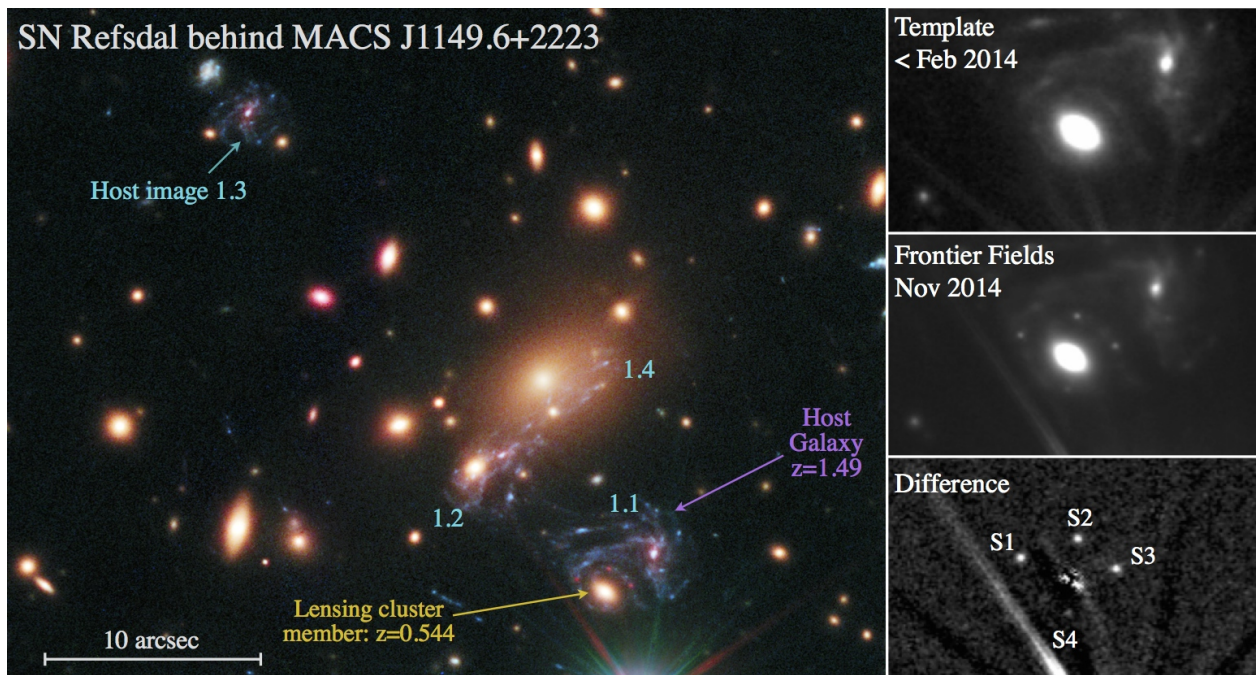 SN Refsdal behind MACS J1149.6+2223
Host image 1.3
1.4
Host
Galaxy
z=1.49
1.1
1.2
Lensing cluster
member: z=0.544
10 arcsec
Template
< Feb 2014
Frontier Fields
Nov 2014
Difference
S2
S1
S3
S4